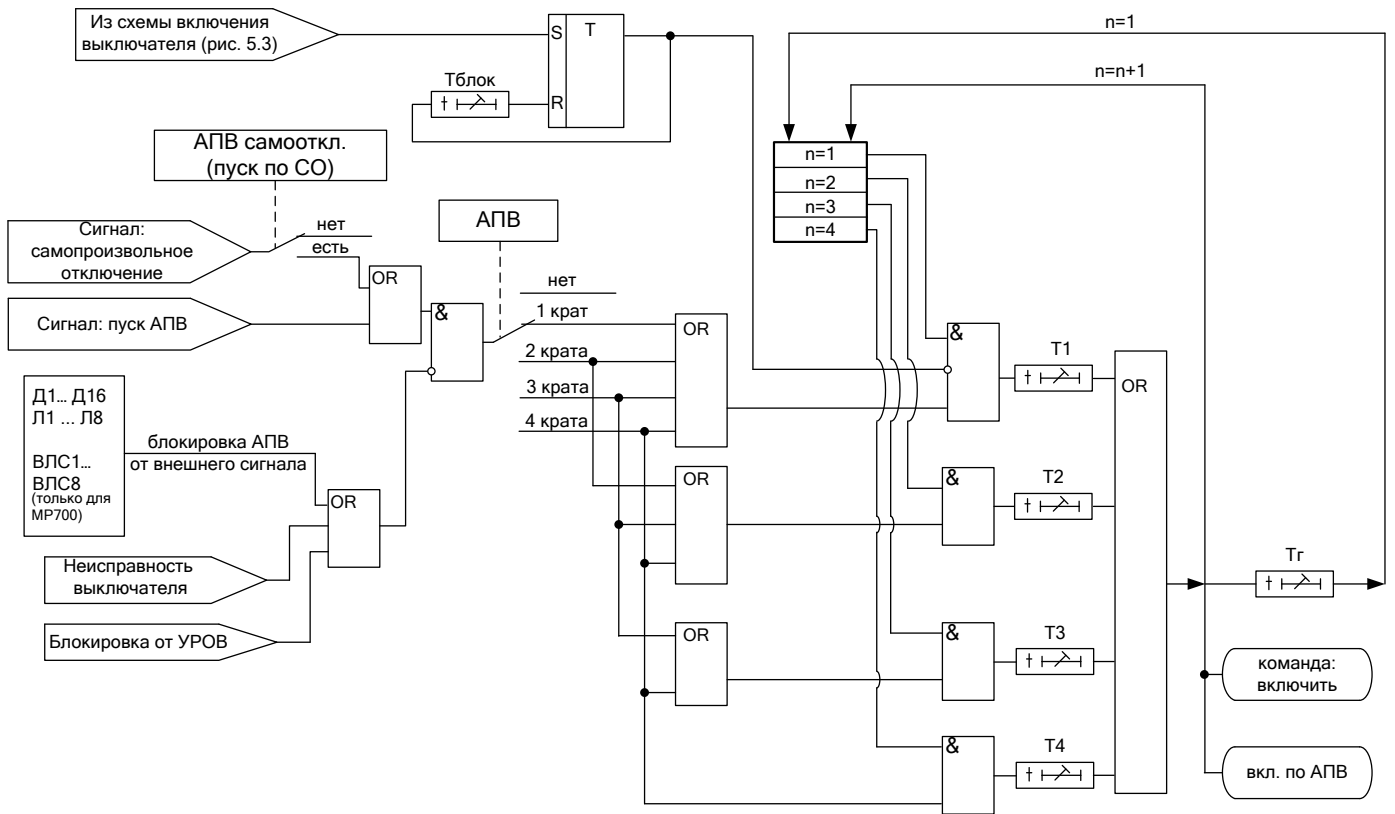 Из схемы включения
выключателя (рис. 5.3)
S
T
R
Тблок
n=1
n=n+1
АПВ самооткл.
(пуск по СО)
n=1
n=2
n=3
n=4
Сигнал:
самопроизвольное
отключение
нет
есть
АПВ
OR
Сигнал: пуск АПВ
&
нет
1 крат
2 крата
3 крата
4 крата
OR
&
T1
OR
Д1... Д16
Л1 ... Л8
ВЛС1...
ВЛС8
(только для
МР700)
блокировка АПВ
от внешнего сигнала
OR
OR
&
T2
Неисправность
выключателя
Тг
Блокировка от УРОВ
OR
&
T3
команда:
включить
&
T4
вкл. по АПВ